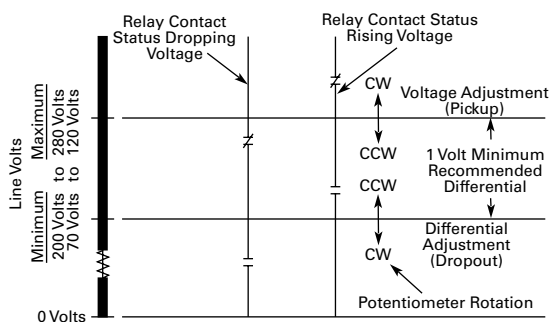 Relay Contact
Status Dropping
Voltage
Relay Contact Status
Rising Voltage
CW
Voltage Adjustment
(Pickup)
CCW
1 Volt Minimum
Recommended
Differential
CCW
Differential
Adjustment
(Dropout)
CW
Potentiometer Rotation
Line Volts
Maximum
280 Volts
120 Volts
to
to
Minimum
200 Volts
70 Volts
0 Volts